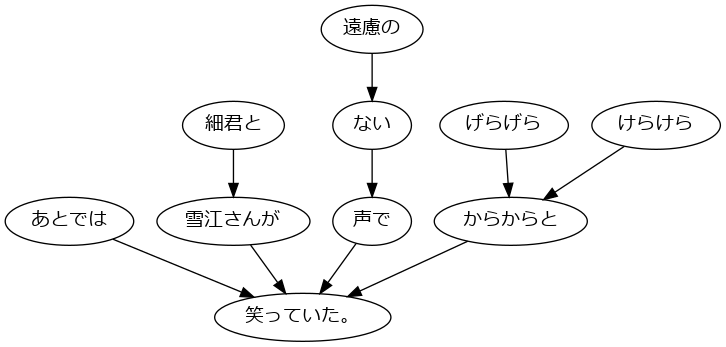 遠慮の
細君と
ない
げらげら
けらけら
あとでは
雪江さんが
声で
からからと
笑っていた。